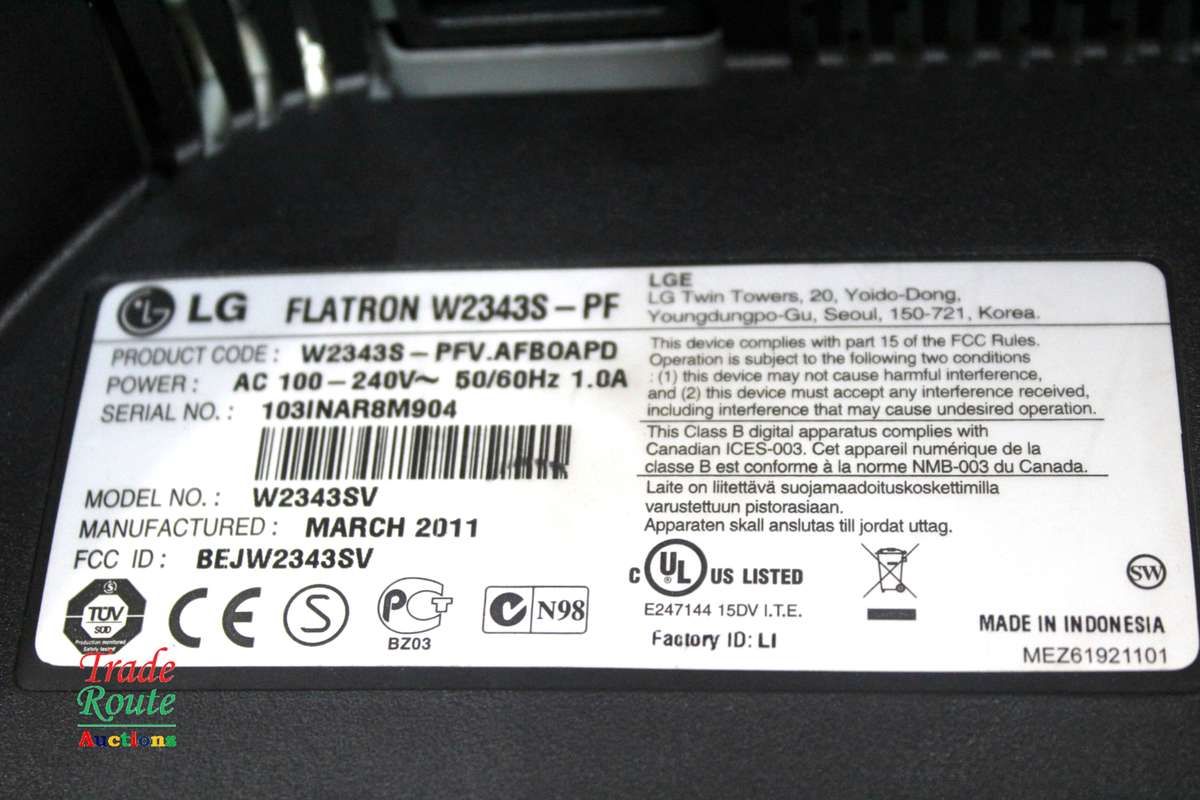 LG FLATRON W2343S-PF
PRODUCT CODE : W2343S-PFV.AFBOAPD
POWER : AC 100-240V~ 50/60Hz 1.0A
SERIAL NO. : 103INAR8M904
MODEL NO. : W2343SV
MANUFACTURED : MARCH 2011
FCC ID : BEJW2343SV
LGE
LG Twin Towers, 20, Yoido-Dong,
Youngdungpo-Gu, Seoul, 150-721, Korea.
This device complies with part 15 of the FCC Rules.
Operation is subject to the following two conditions
: (1) this device may not cause harmful interference,
and (2) this device must accept any interference received,
including interference that may cause undesired operation.
This Class B digital apparatus complies with
Canadian ICES-003. Cet appareil numérique de la
classe B est conforme à la norme NMB-003 du Canada.
Laite on liitettävä suojamaadoituskoskettimilla
varustettuun pistorasiaan.
Apparaten skall anslutas till jordat uttag.
S
TÜV
SÜD
Production monitored
Safety tested
CE
S
PCT
BZ03
N98
C UL US LISTED
®
E247144 15DV I.T.E.
Factory ID: LI
SW
MADE IN INDONESIA
MEZ61921101
Trade
Route
Auctions